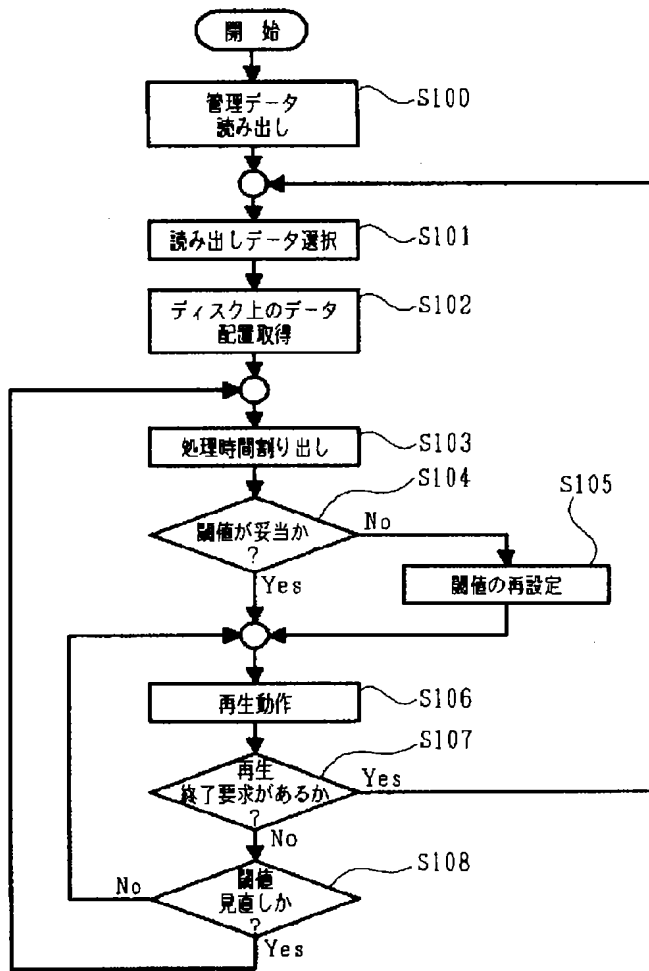 開 始
管理データ
読み出し
S100
読み出しデータ選択
S101
ディスク上のデータ
配置取得
S102
処理時間割り出し
S103
S104
閾値が妥当か
?
No
Yes
S105
閾値の再設定
再生動作
S106
S107
再生
終了要求があるか
?
Yes
No
S108
閾値
見直しか
?
No
Yes